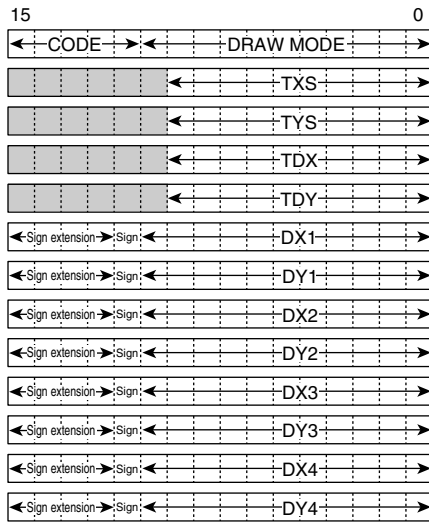 15 0
CODE DRAW MODE
TXS
TYS
TDX
TDY
Sign extension Sign DX1
Sign extension Sign DY1
Sign extension Sign DX2
Sign extension Sign DY2
Sign extension Sign DX3
Sign extension Sign DY3
Sign extension Sign DX4
Sign extension Sign DY4